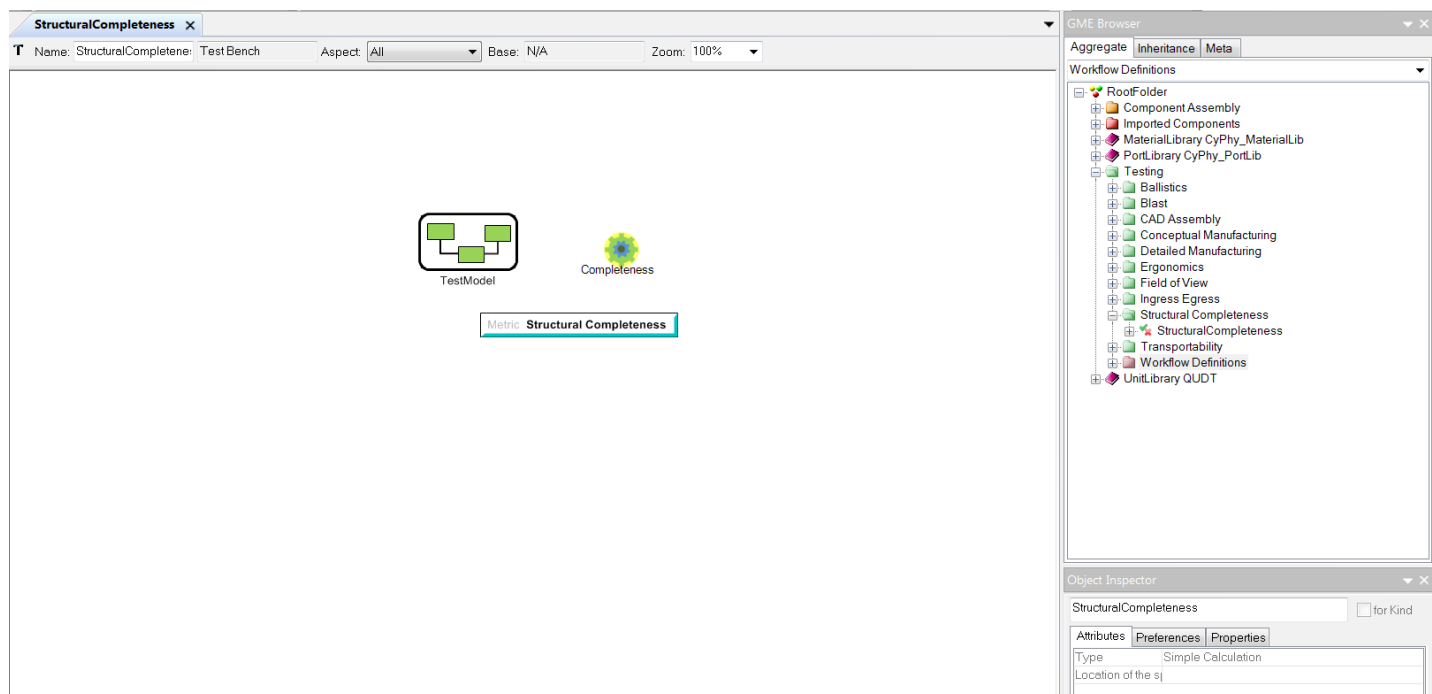 StructuralCompleteness
Name: StructuralCompletene: Test Bench Aspect: All Base: N/A Zoom: 100%
TestModel
Completeness
Metric Structural Completeness
GME Browser
Aggregate Inheritance Meta
Workflow Definitions
RootFolder
Component Assembly
Imported Components
MaterialLibrary CyPhy_MaterialLib
PortLibrary CyPhy_PortLib
Testing
Ballistics
Blast
CAD Assembly
Conceptual Manufacturing
Detailed Manufacturing
Ergonomics
Field of View
Ingress Egress
Structural Completeness
StructuralCompleteness
Transportability
Workflow Definitions
UnitLibrary QUDT
Object Inspector
StructuralCompleteness for Kind
Attributes Preferences Properties
Type Simple Calculation
Location of the s